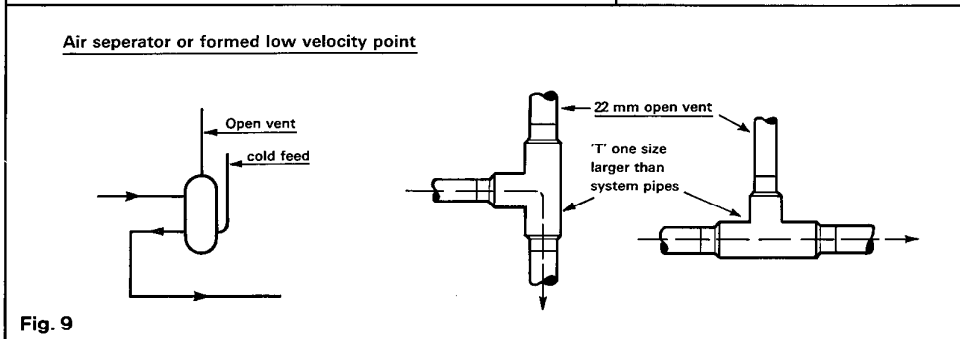 Air seperator or formed low velocity point
Open vent
cold feed
22 mm open vent
'T' one size
larger than
system pipes
Fig. 9